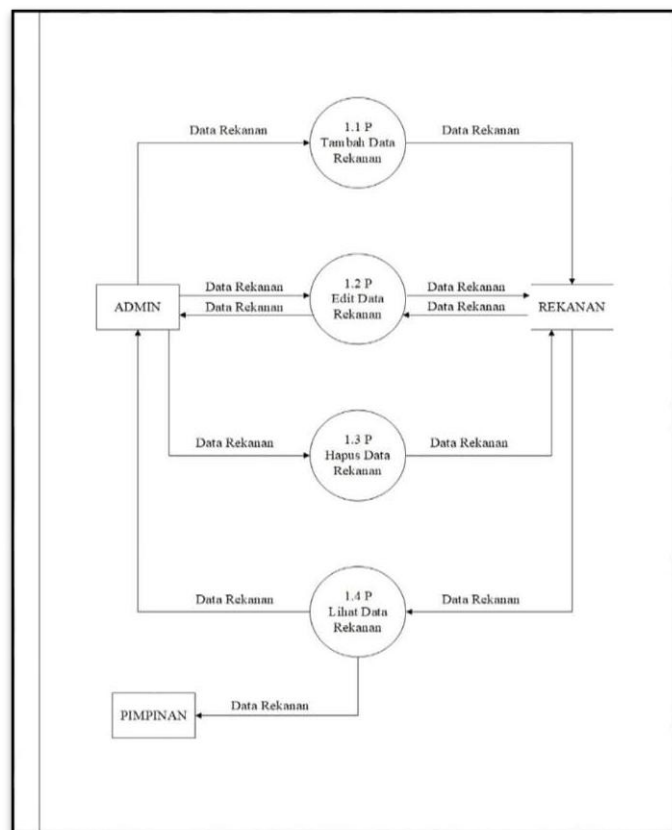 Data Rekanan
1.1 P
Tambah Data
Rekanan
Data Rekanan
Data Rekanan
Data Rekanan
1.2 P
Edit Data
Rekanan
Data Rekanan
Data Rekanan
ADMIN
REKANAN
Data Rekanan
1.3 P
Hapus Data
Rekanan
Data Rekanan
Data Rekanan
1.4 P
Lihat Data
Rekanan
Data Rekanan
PIMPINAN
Data Rekanan